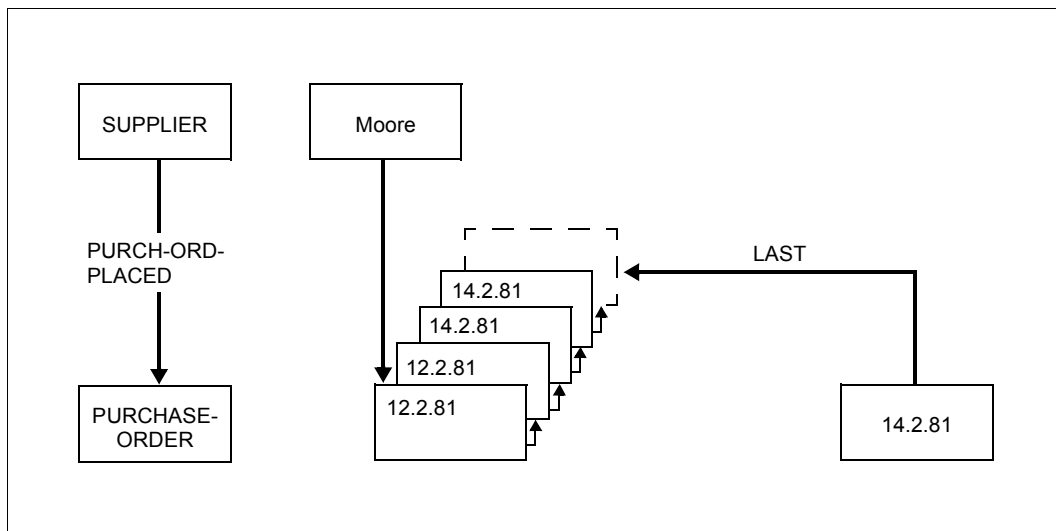 SUPPLIER
Moore
PURCH-ORD-
PLACED
LAST
14.2.81
14.2.81
12.2.81
12.2.81
PURCHASE-
ORDER
14.2.81